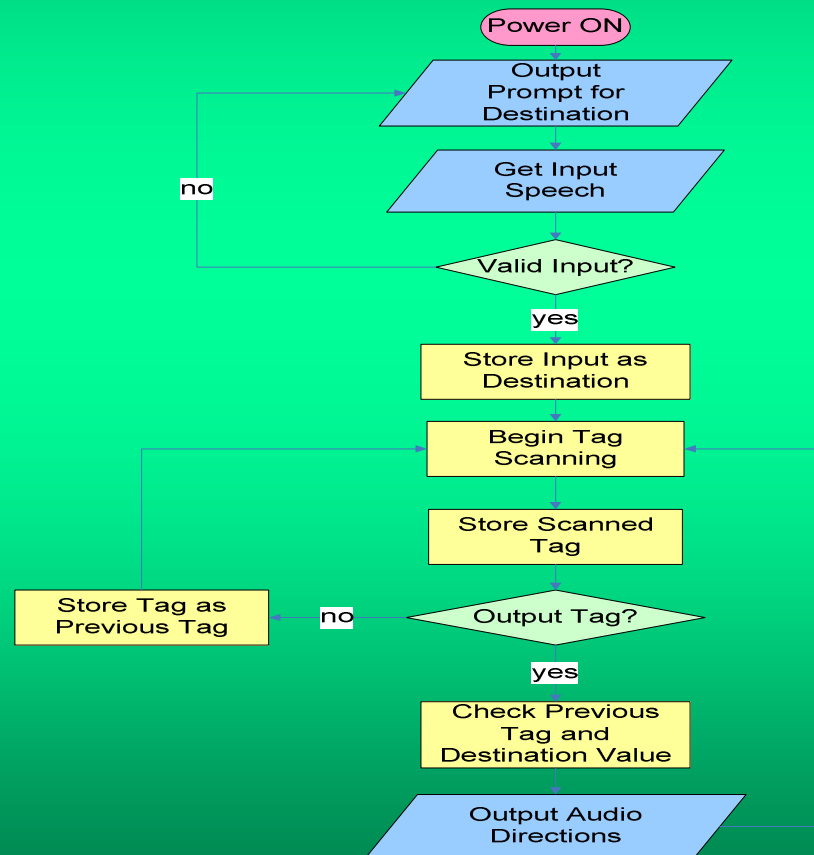 Power ON
Output
Prompt for
Destination
Get Input
Speech
no
Valid Input?
yes
Store Input as
Destination
Begin Tag
Scanning
Store Scanned
Tag
Store Tag as
Previous Tag
no
Output Tag?
yes
Check Previous
Tag and
Destination Value
Output Audio
Directions